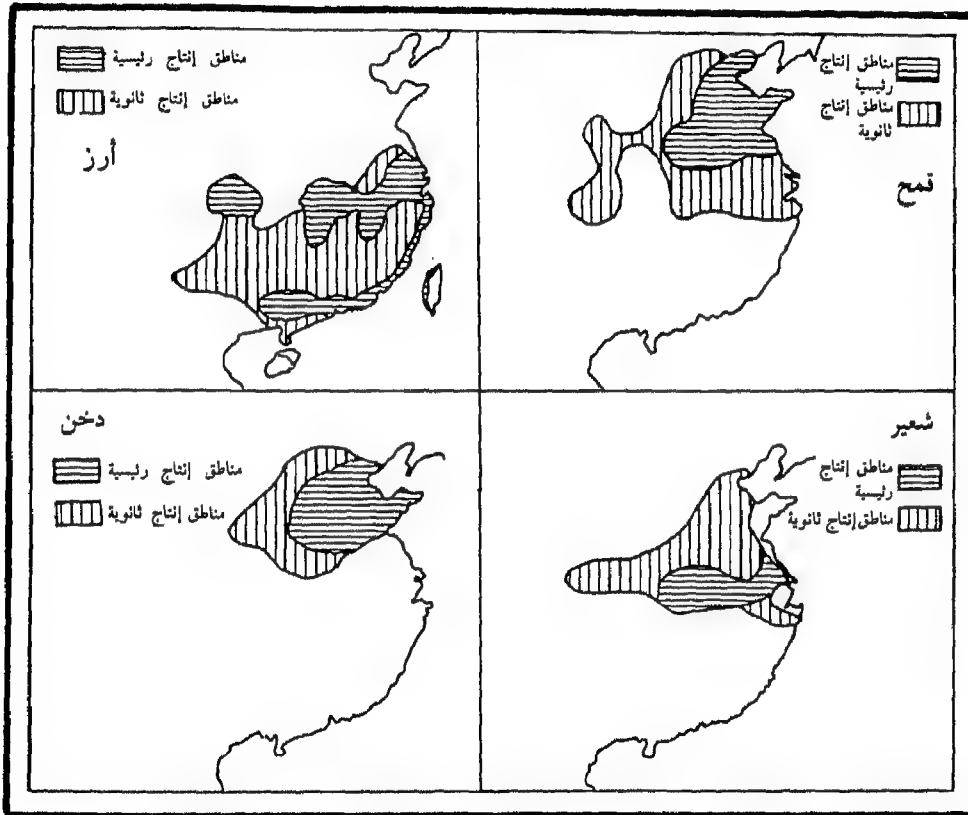 مناطق إنتاج
رئيسية
مناطق إنتاج
ثانوية
قمح
مناطق إنتاج رئيسية
مناطق إنتاج ثانوية
أرز
شعير
مناطق إنتاج
رئيسية
مناطق إنتاج ثانوية
دخن
مناطق إنتاج رئيسية
مناطق إنتاج ثانوية